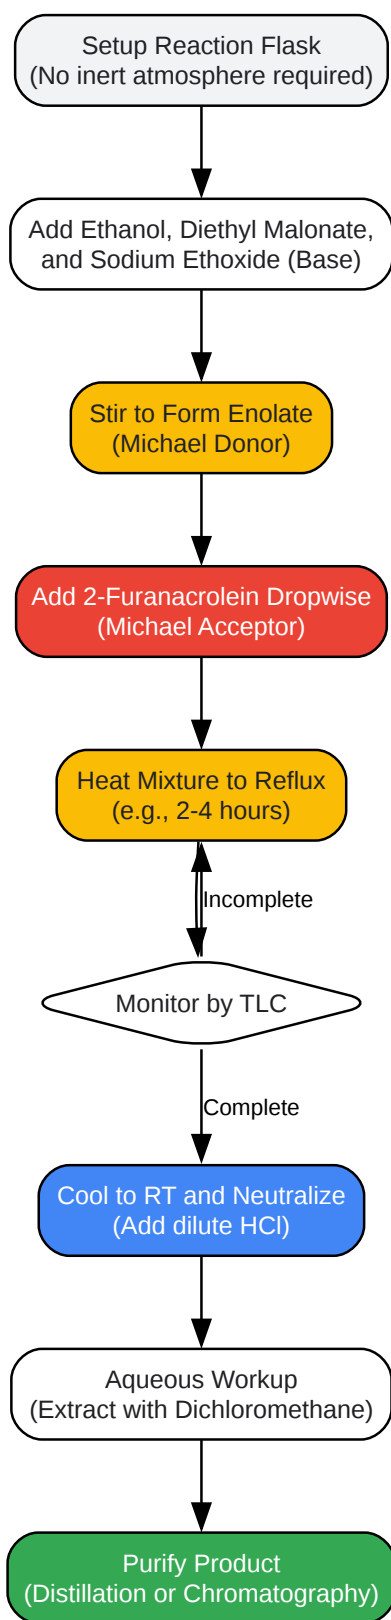 Setup Reaction Flask
(No inert atmosphere required)
Add Ethanol, Diethyl Malonate,
and Sodium Ethoxide (Base)
Stir to Form Enolate
(Michael Donor)
Add 2-Furanacrolein Dropwise
(Michael Acceptor)
Heat Mixture to Reflux
(e.g., 2-4 hours)
Incomplete
Monitor by TLC
Complete
Cool to RT and Neutralize
(Add dilute HCl)
Aqueous Workup
(Extract with Dichloromethane)
Purify Product
(Distillation or Chromatography)